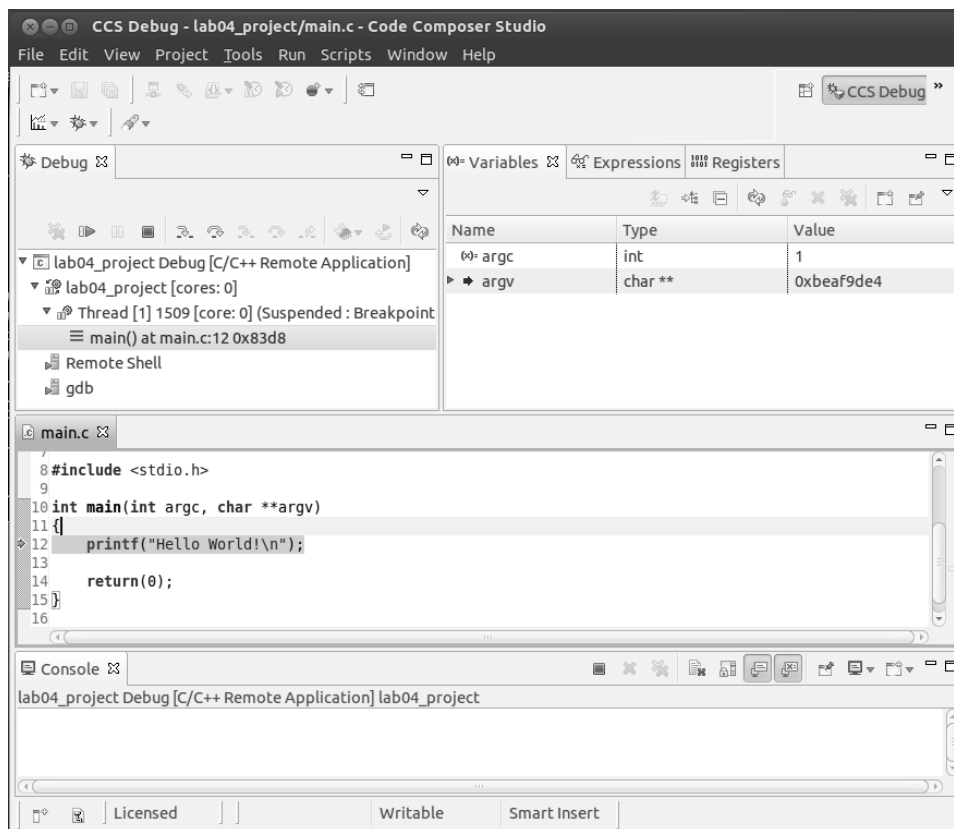 CCS Debug - lab04_project/main.c - Code Composer Studio
File Edit View Project Tools Run Scripts Window Help
CCS Debug »
Debug
Variables Expressions Registers
Name Type Value
(x)= argc int 1
argv char ** 0xbeaf9de4
lab04_project Debug [C/C++ Remote Application]
lab04_project [cores: 0]
Thread [1] 1509 [core: 0] (Suspended : Breakpoint
main() at main.c:12 0x83d8
Remote Shell
gdb
main.c
7
8 #include <stdio.h>
9
10 int main(int argc, char **argv)
11 {
12 printf("Hello World!\n");
13
14 return(0);
15 }
16
Console
lab04_project Debug [C/C++ Remote Application] lab04_project
Licensed Writable Smart Insert